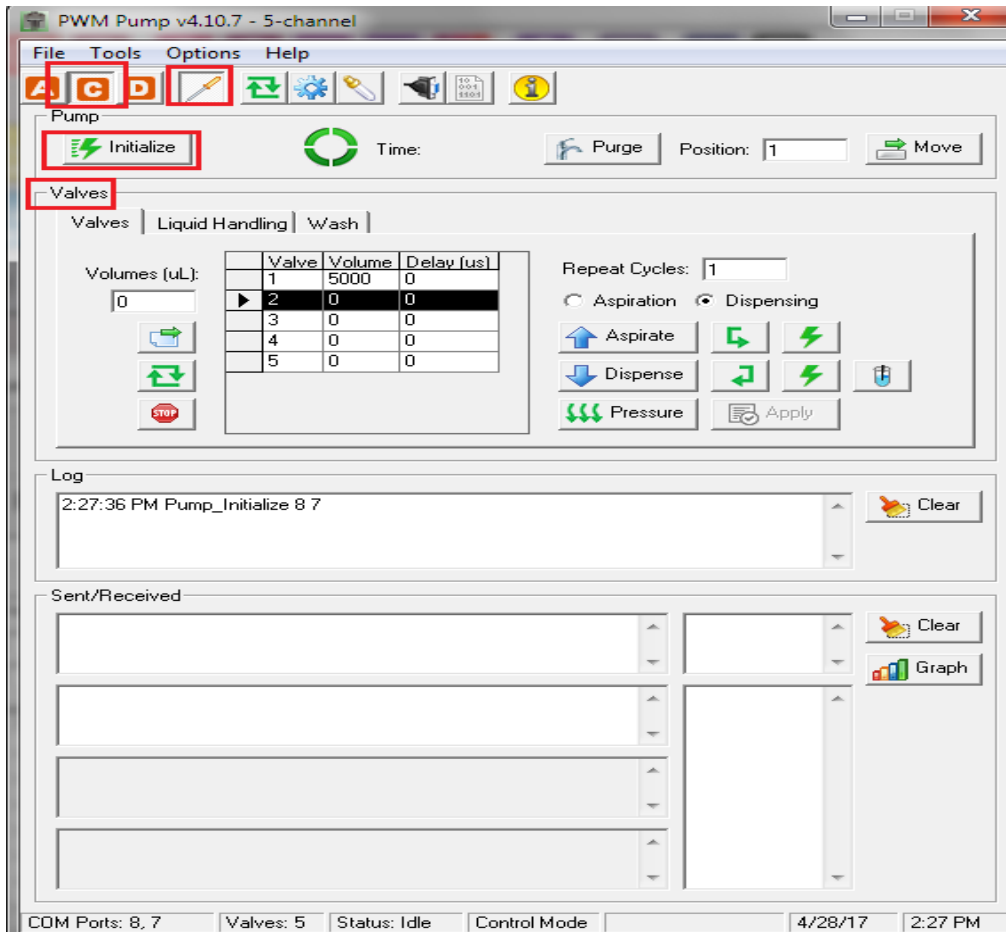 PWM Pump v4.10.7 - 5-channel
File Tools Options Help
A C D
Pump
Initialize Time: Purge Position: 1 Move
Valves
Valves Liquid Handling Wash
Volumes (uL):
0
Valve Volume Delay (us)
1 5000 0
2 0 0
3 0 0
4 0 0
5 0 0
Repeat Cycles: 1
Aspiration Dispensing
Aspirate
Dispense
Pressure Apply
STOP
Log
2:27:36 PM Pump_Initialize 8 7
Clear
Sent/Received
Clear
Graph
COM Ports: 8, 7 Valves: 5 Status: Idle Control Mode 4/28/17 2:27 PM